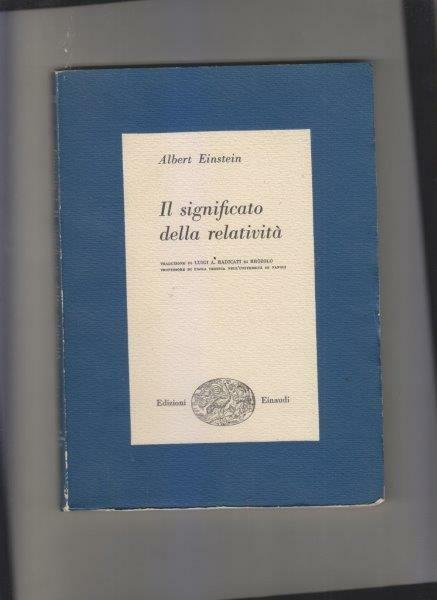 Albert Einstein
Il significato
della relatività
TRADUZIONE DI LUIGI A. RADICATI DI BROZOLO
PROFESSORE DI FISICA TEORICA NELL'UNIVERSITÀ DI NAPOLI
Edizioni Einaudi